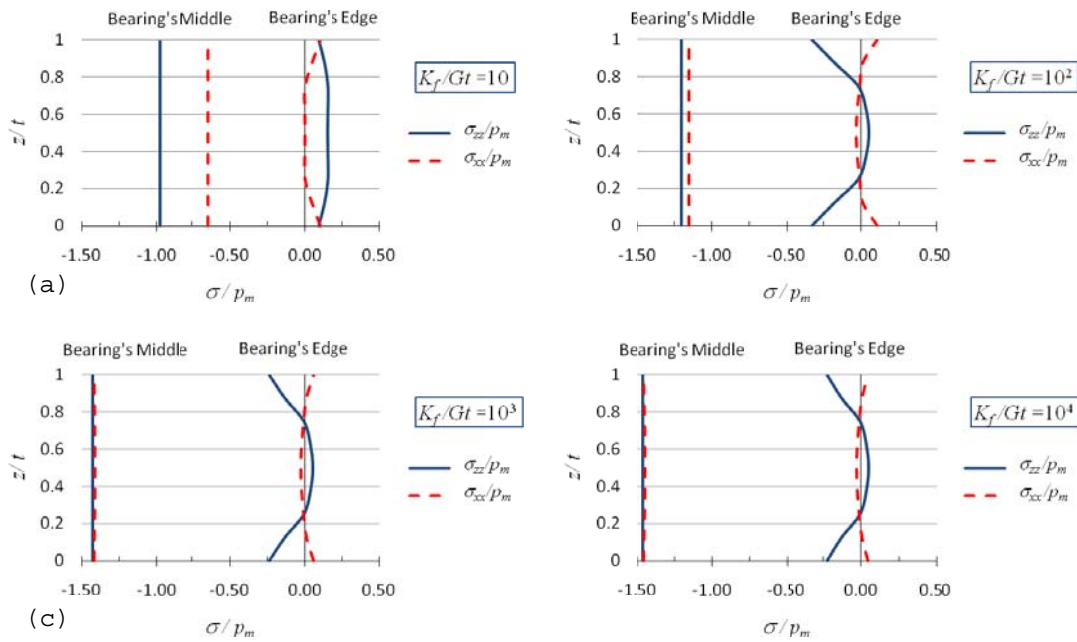 Bearing's Middle Bearing's Edge
1
0.8
0.6
0.4
0.2
0
z/t
-1.50 -1.00 -0.50 0.00 0.50
σ/p_m
K_f/Gt =10
σ_zz/p_m
σ_xx/p_m
(a)
Bearing's Middle Bearing's Edge
1
0.8
0.6
0.4
0.2
0
z/t
-1.50 -1.00 -0.50 0.00 0.50
σ/p_m
K_f/Gt =10²
σ_zz/p_m
σ_xx/p_m
Bearing's Middle Bearing's Edge
1
0.8
0.6
0.4
0.2
0
z/t
-1.50 -1.00 -0.50 0.00 0.50
σ/p_m
K_f/Gt =10³
σ_zz/p_m
σ_xx/p_m
(c)
Bearing's Middle Bearing's Edge
1
0.8
0.6
0.4
0.2
0
z/t
-1.50 -1.00 -0.50 0.00 0.50
σ/p_m
K_f/Gt =10⁴
σ_zz/p_m
σ_xx/p_m